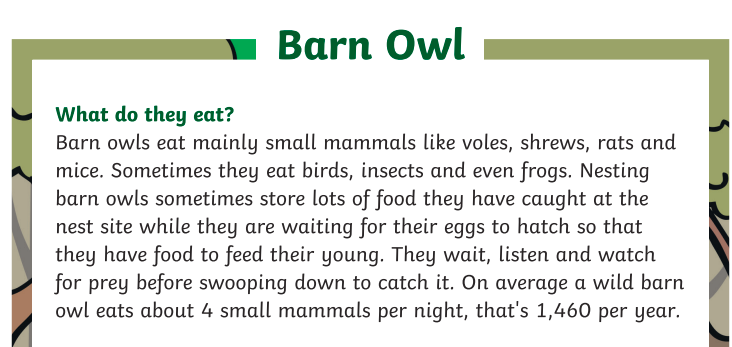 Barn Owl
What do they eat?
Barn owls eat mainly small mammals like voles, shrews, rats and
mice. Sometimes they eat birds, insects and even frogs. Nesting
barn owls sometimes store lots of food they have caught at the
nest site while they are waiting for their eggs to hatch so that
they have food to feed their young. They wait, listen and watch
for prey before swooping down to catch it. On average a wild barn
owl eats about 4 small mammals per night, that's 1,460 per year.